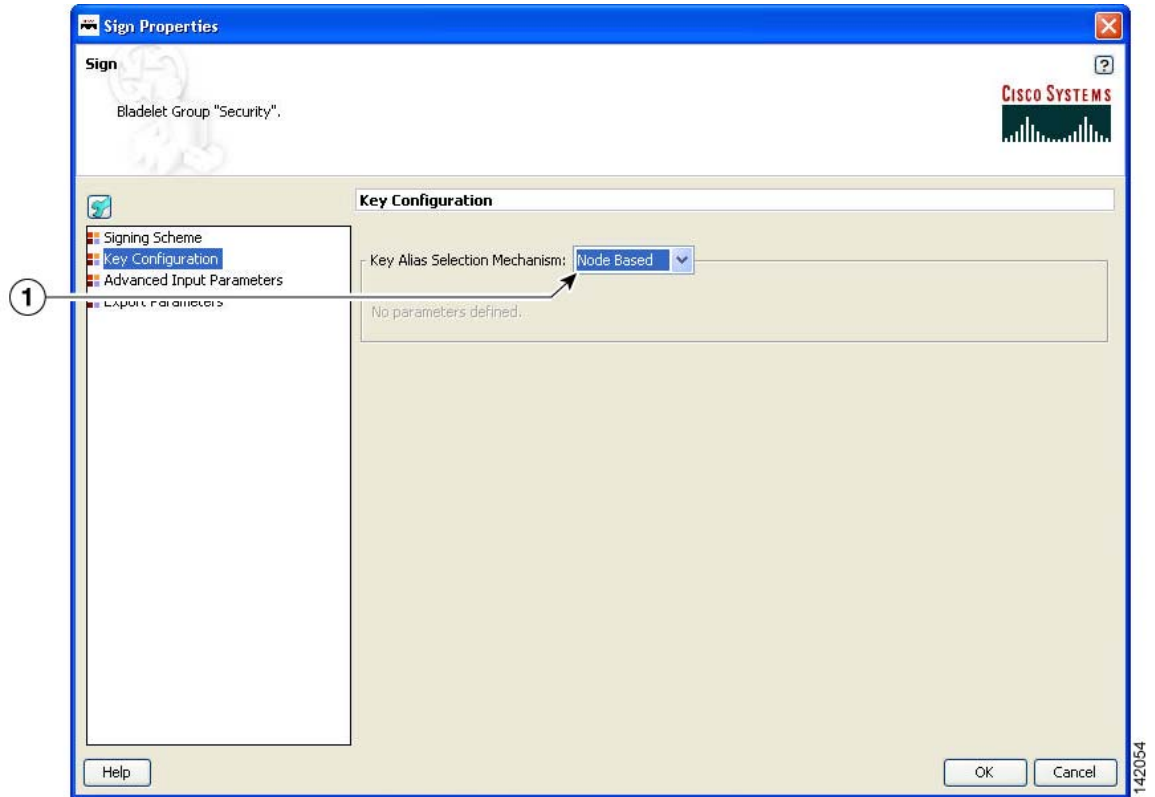 Sign Properties
Sign
?
Bladelet Group "Security".
CISCO SYSTEMS
Key Configuration
Signing Scheme
Key Configuration
Advanced Input Parameters
Export Parameters
Key Alias Selection Mechanism: Node Based
No parameters defined.
1
Help
OK
Cancel
142054